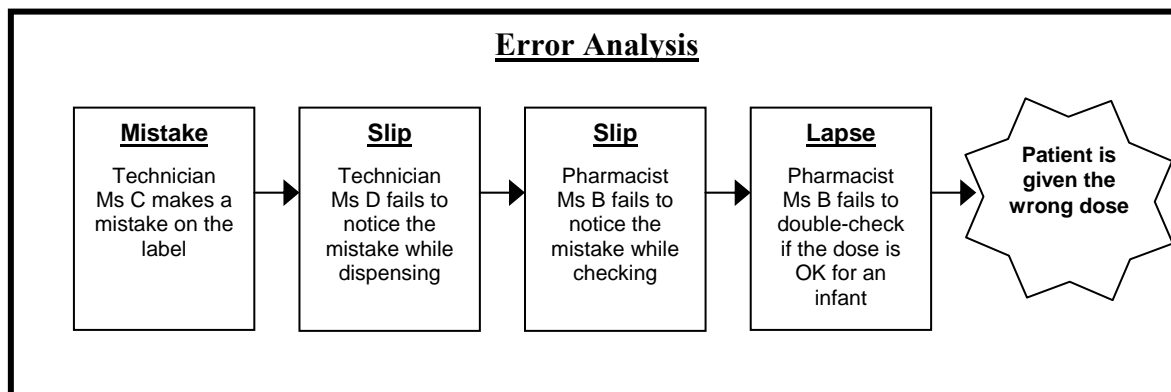 Error Analysis
Mistake
Technician
Ms C makes a
mistake on the
label
Slip
Technician
Ms D fails to
notice the
mistake while
dispensing
Slip
Pharmacist
Ms B fails to
notice the
mistake while
checking
Lapse
Pharmacist
Ms B fails to
double-check
if the dose is
OK for an
infant
Patient is
given the
wrong dose